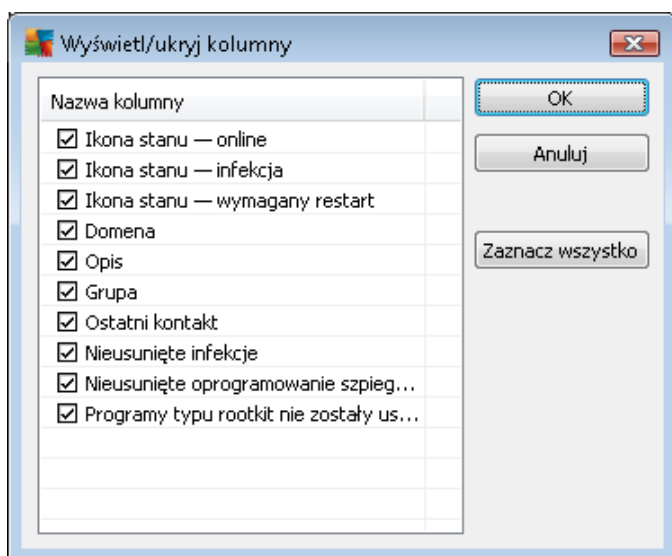 Wyświetl/ukryj kolumny
Nazwa kolumny
Ikona stanu — online
Ikona stanu — infekcja
Ikona stanu — wymagany restart
Domena
Opis
Grupa
Ostatni kontakt
Nieusunięte infekcje
Nieusunięte oprogramowanie szpieg...
Programy typu rootkit nie zostały us...
OK
Anuluj
Zaznacz wszystko